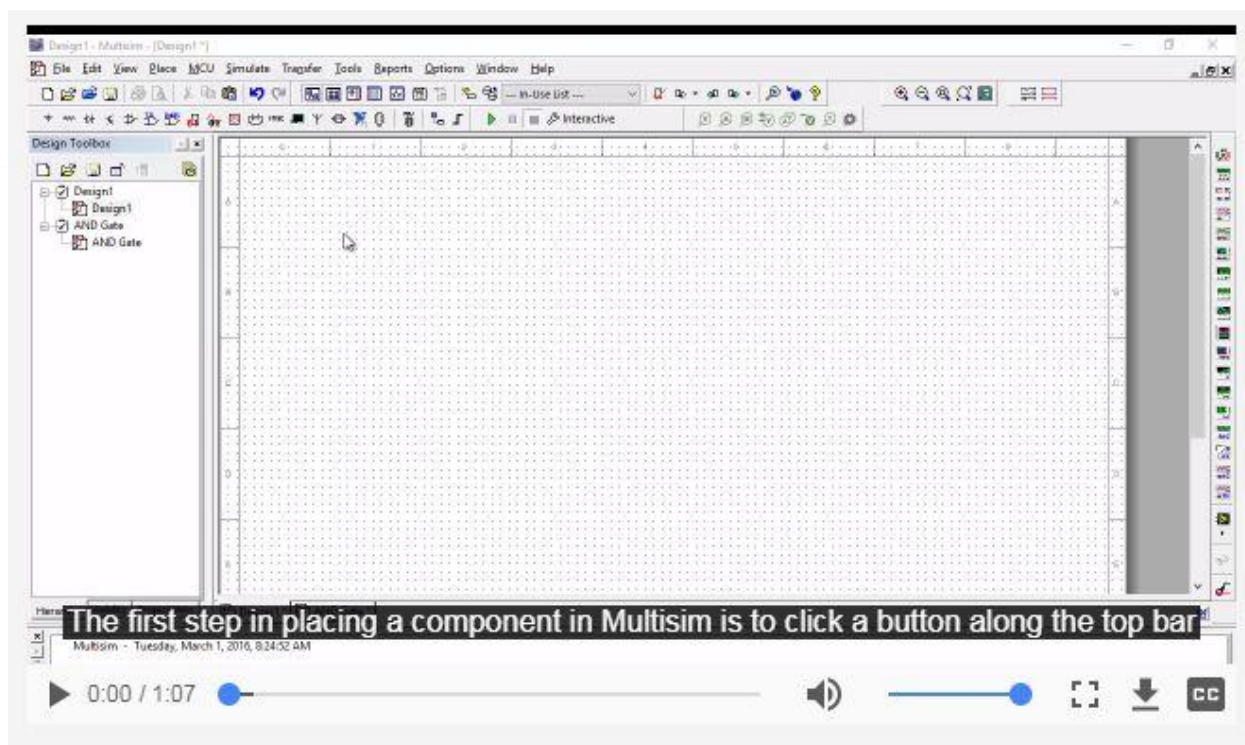 Design1 - Multisim - [Design1 *]
File Edit View Place MCU Simulate Transfer Tools Reports Options Window Help
--- In-Use List ---
Interactive
Design Toolbox
Design1
Design1
AND Gate
AND Gate
The first step in placing a component in Multisim is to click a button along the top bar
Multisim - Tuesday, March 1, 2016, 8:24:52 AM
0:00 / 1:07
CC